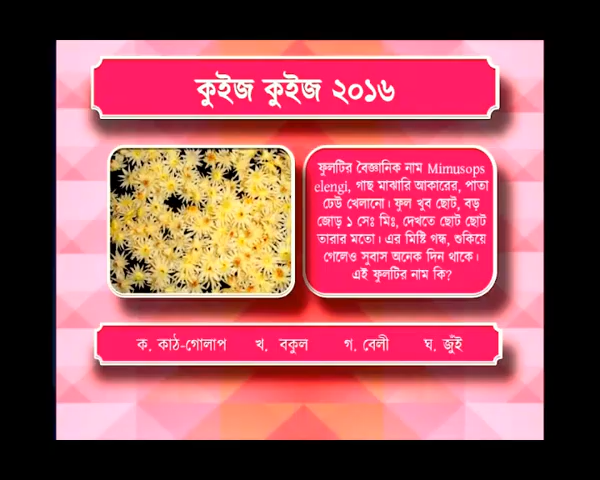 কুইজ কুইজ ২০১৬
ফুলটির বৈজ্ঞানিক নাম Mimusops
elengi, গাছ মাঝারি আকারের, পাতা
ঢেউ খেলানো। ফুল খুব ছোট, বড়
জোড় ১ সেঃ মিঃ, দেখতে ছোট ছোট
তারার মতো। এর মিষ্টি গন্ধ, শুকিয়ে
গেলেও সুবাস অনেক দিন থাকে।
এই ফুলটির নাম কি?
ক. কাঠ-গোলাপ খ. বকুল গ. বেলী ঘ. জুঁই